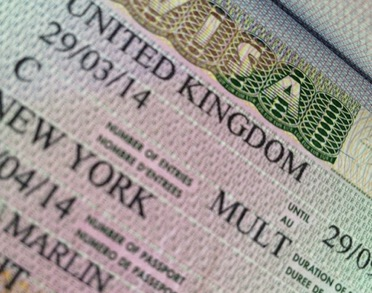 VISA
UNITED KINGDOM
29/03/14
UNTIL
AU
29/0
C
NUMBER OF ENTRIES
NOMBRE D'ENTREES
MULT
NEW YORK
DURATION OF
DUREE DE
/04/14
NUMBER OF PASSPORT
NUMERO DE PASSEPO
MARLIN